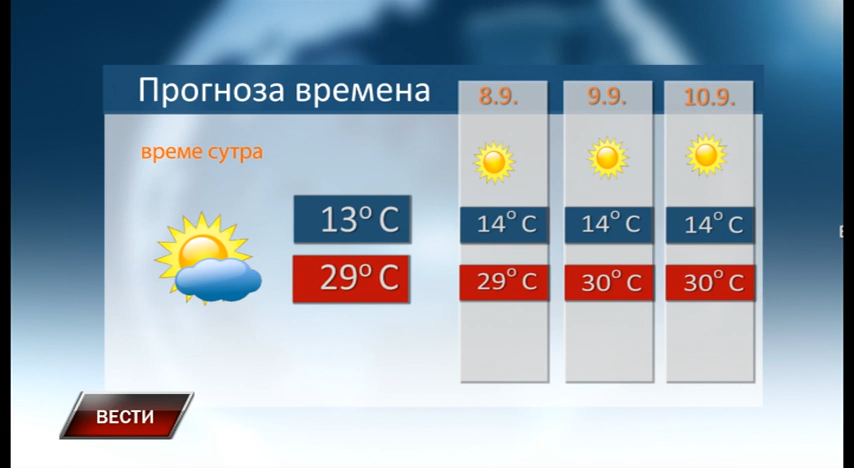 Прогноза времена
време сутра
13° C
29° C
8.9.
14° C
29° C
9.9.
14° C
30° C
10.9.
14° C
30° C
ВЕСТИ